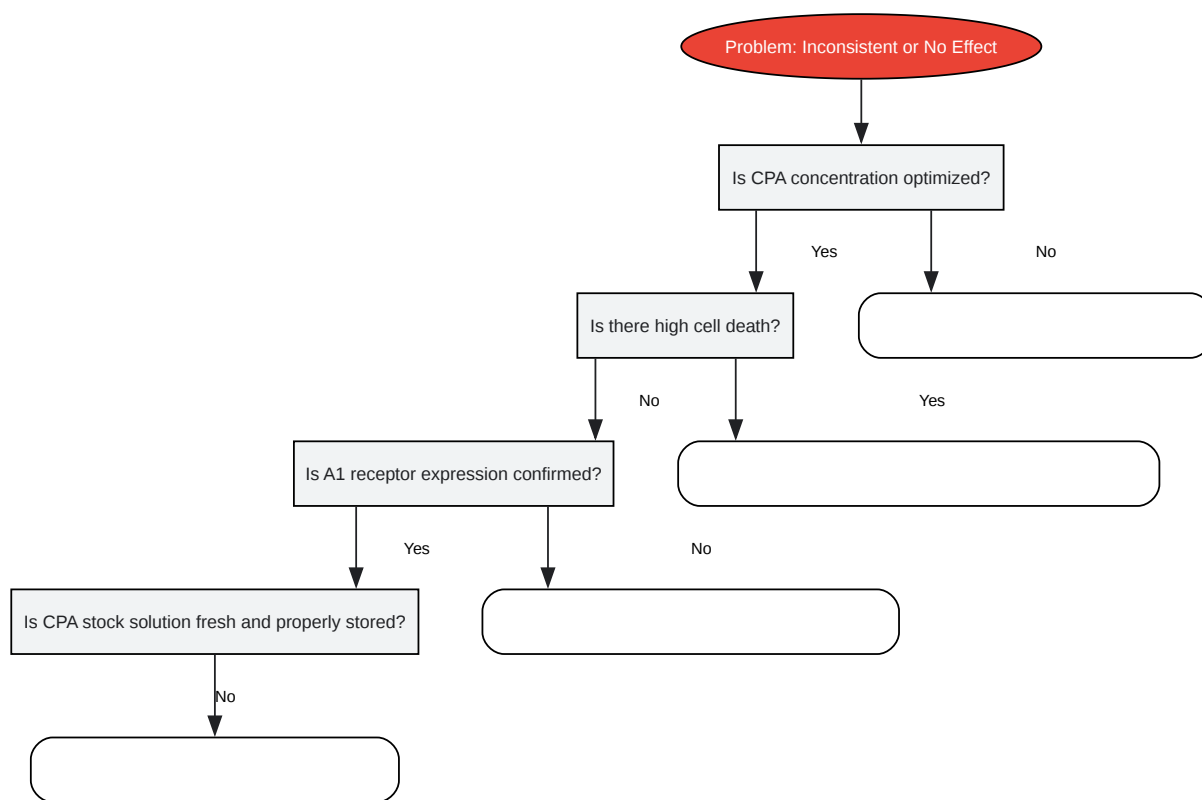 Problem: Inconsistent or No Effect
Is CPA concentration optimized?
Yes
No
Is there high cell death?
No
Yes
Is A1 receptor expression confirmed?
Yes
No
Is CPA stock solution fresh and properly stored?
No